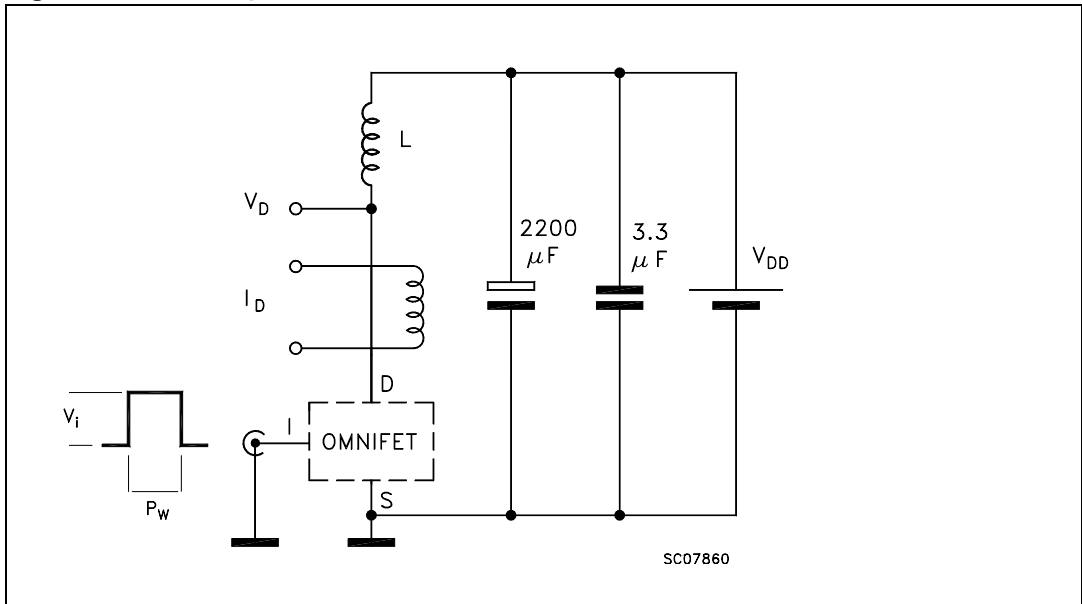 L
V_D
2200
μF
3.3
μF
V_DD
I_D
D
V_i
I
OMNIFET
S
P_W
SC07860